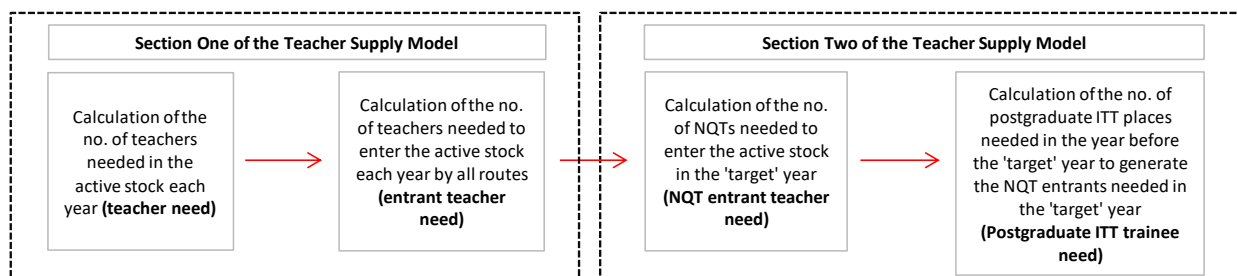 Section One of the Teacher Supply Model
Calculation of the
no. of teachers
needed in the
active stock each
year (teacher need)
Calculation of the no.
of teachers needed to
enter the active stock
each year by all routes
(entrant teacher
need)
Section Two of the Teacher Supply Model
Calculation of the no.
of NQTs needed to
enter the active stock
in the 'target' year
(NQT entrant teacher
need)
Calculation of the no. of
postgraduate ITT places
needed in the year before
the 'target' year to generate
the NQT entrants needed in
the 'target' year
(Postgraduate ITT trainee
need)